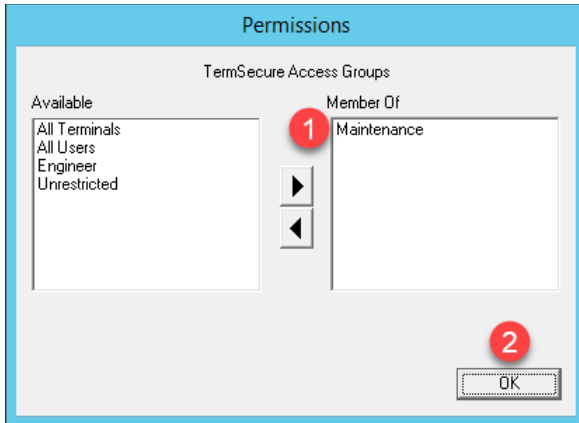 Permissions
TermSecure Access Groups
Available
Member Of
All Terminals
All Users
Engineer
Unrestricted
1
Maintenance
2
OK